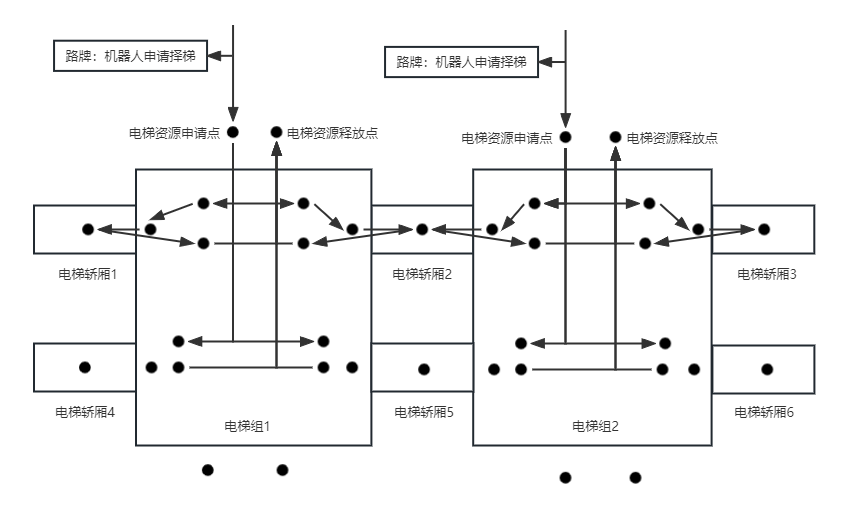 路牌：机器人申请择梯
路牌：机器人申请择梯
电梯资源申请点
电梯资源释放点
电梯资源申请点
电梯资源释放点
电梯轿厢1
电梯轿厢2
电梯轿厢3
电梯轿厢4
电梯轿厢5
电梯轿厢6
电梯组1
电梯组2